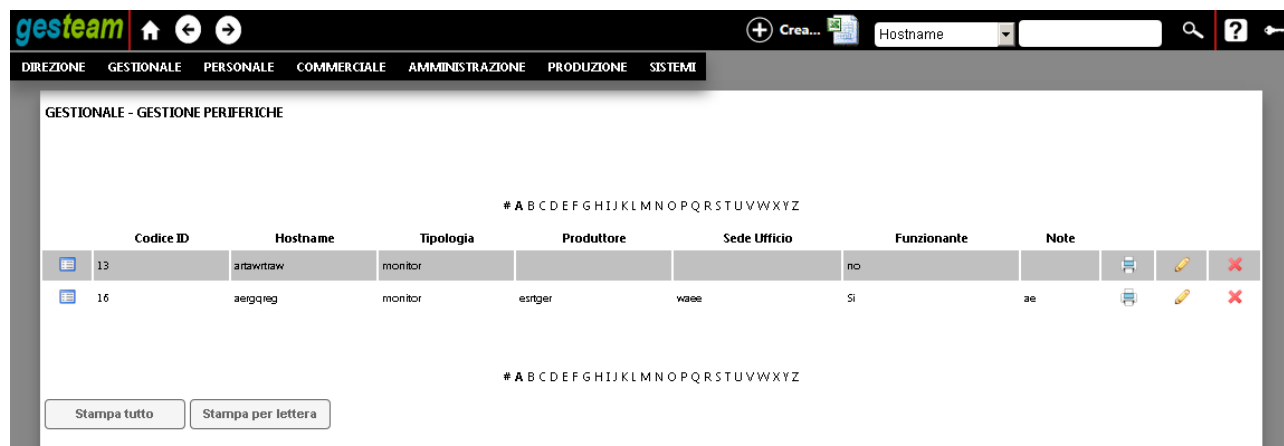 gesteam Crea... Hostname ?
DIREZIONE GESTIONALE PERSONALE COMMERCIALE AMMINISTRAZIONE PRODUZIONE SISTEMI
GESTIONALE - GESTIONE PERIFERICHE
# A B C D E F G H I J K L M N O P Q R S T U V W X Y Z
Codice ID Hostname Tipologia Produttore Sede Ufficio Funzionante Note
13 artawrtraw monitor no
16 aergqreg monitor esrtger waee Si ae
# A B C D E F G H I J K L M N O P Q R S T U V W X Y Z
Stampa tutto Stampa per lettera